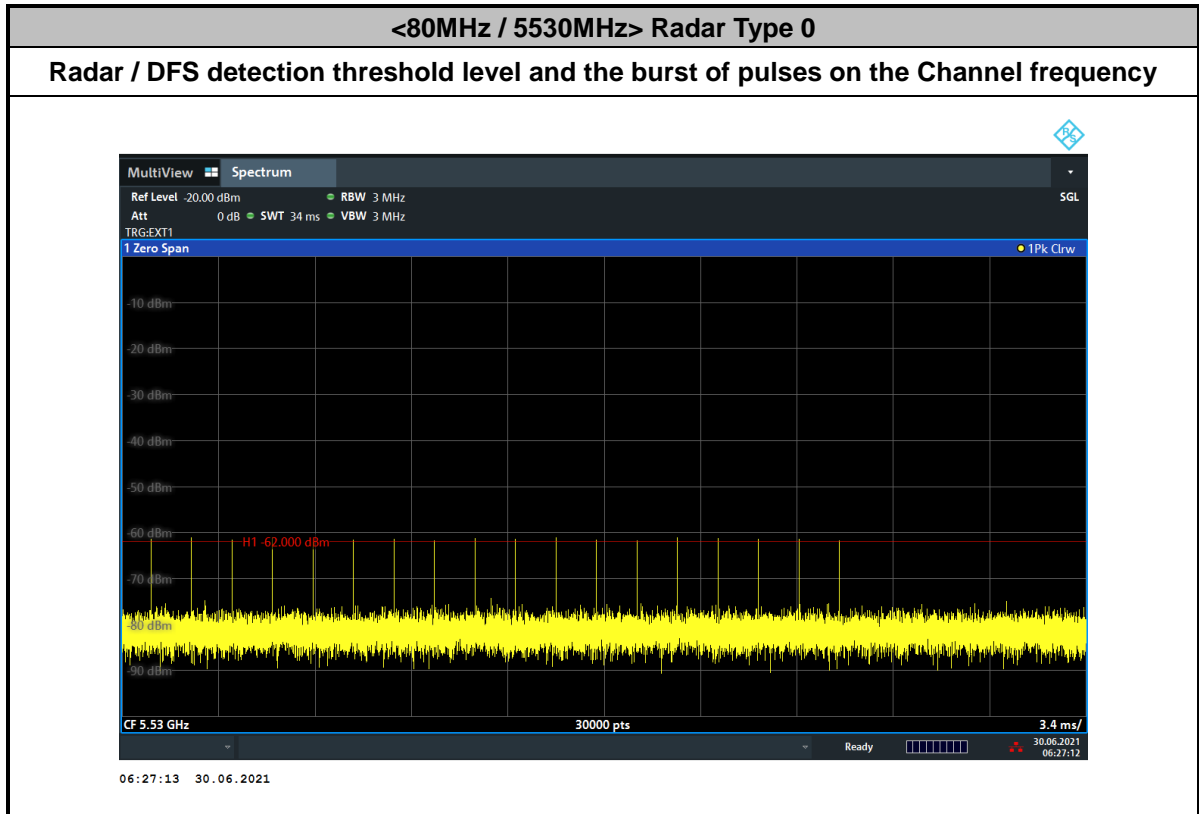 <80MHz / 5530MHz> Radar Type 0
Radar / DFS detection threshold level and the burst of pulses on the Channel frequency
R&S
MultiView Spectrum
Ref Level -20.00 dBm RBW 3 MHz SGL
Att 0 dB SWT 34 ms VBW 3 MHz
TRG:EXT1
1 Zero Span 1Pk Clrw
-10 dBm
-20 dBm
-30 dBm
-40 dBm
-50 dBm
-60 dBm
H1 -62.000 dBm
-70 dBm
-80 dBm
-90 dBm
CF 5.53 GHz 30000 pts 3.4 ms/
Ready 30.06.2021
06:27:12
06:27:13 30.06.2021